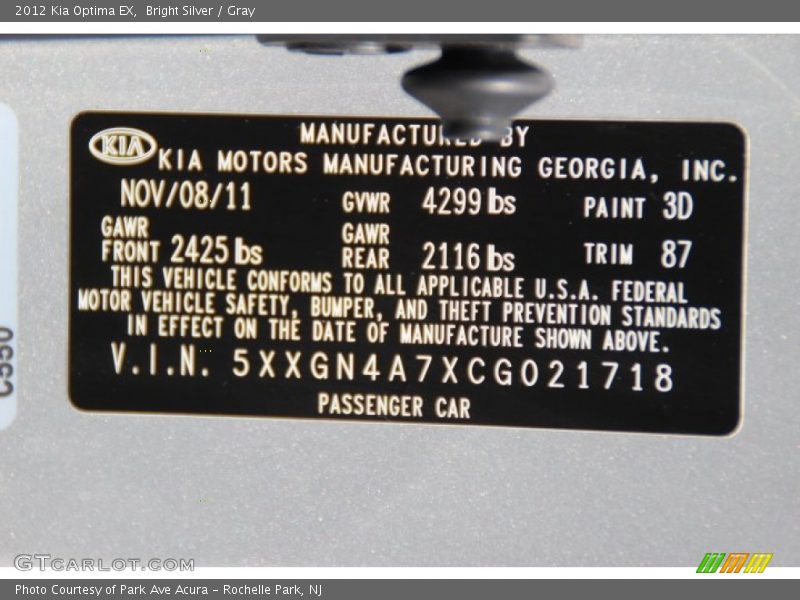 2012 Kia Optima EX, Bright Silver / Gray
MANUFACTURED BY
KIA KIA MOTORS MANUFACTURING GEORGIA, INC.
NOV/08/11 GVWR 4299 lbs PAINT 3D
GAWR FRONT 2425 lbs GAWR REAR 2116 lbs TRIM 87
THIS VEHICLE CONFORMS TO ALL APPLICABLE U.S.A. FEDERAL
MOTOR VEHICLE SAFETY, BUMPER, AND THEFT PREVENTION STANDARDS
IN EFFECT ON THE DATE OF MANUFACTURE SHOWN ABOVE.
V.I.N. 5XXGN4A7XCG021718
PASSENGER CAR
C550
GTCARLOT.COM
Photo Courtesy of Park Ave Acura – Rochelle Park, NJ